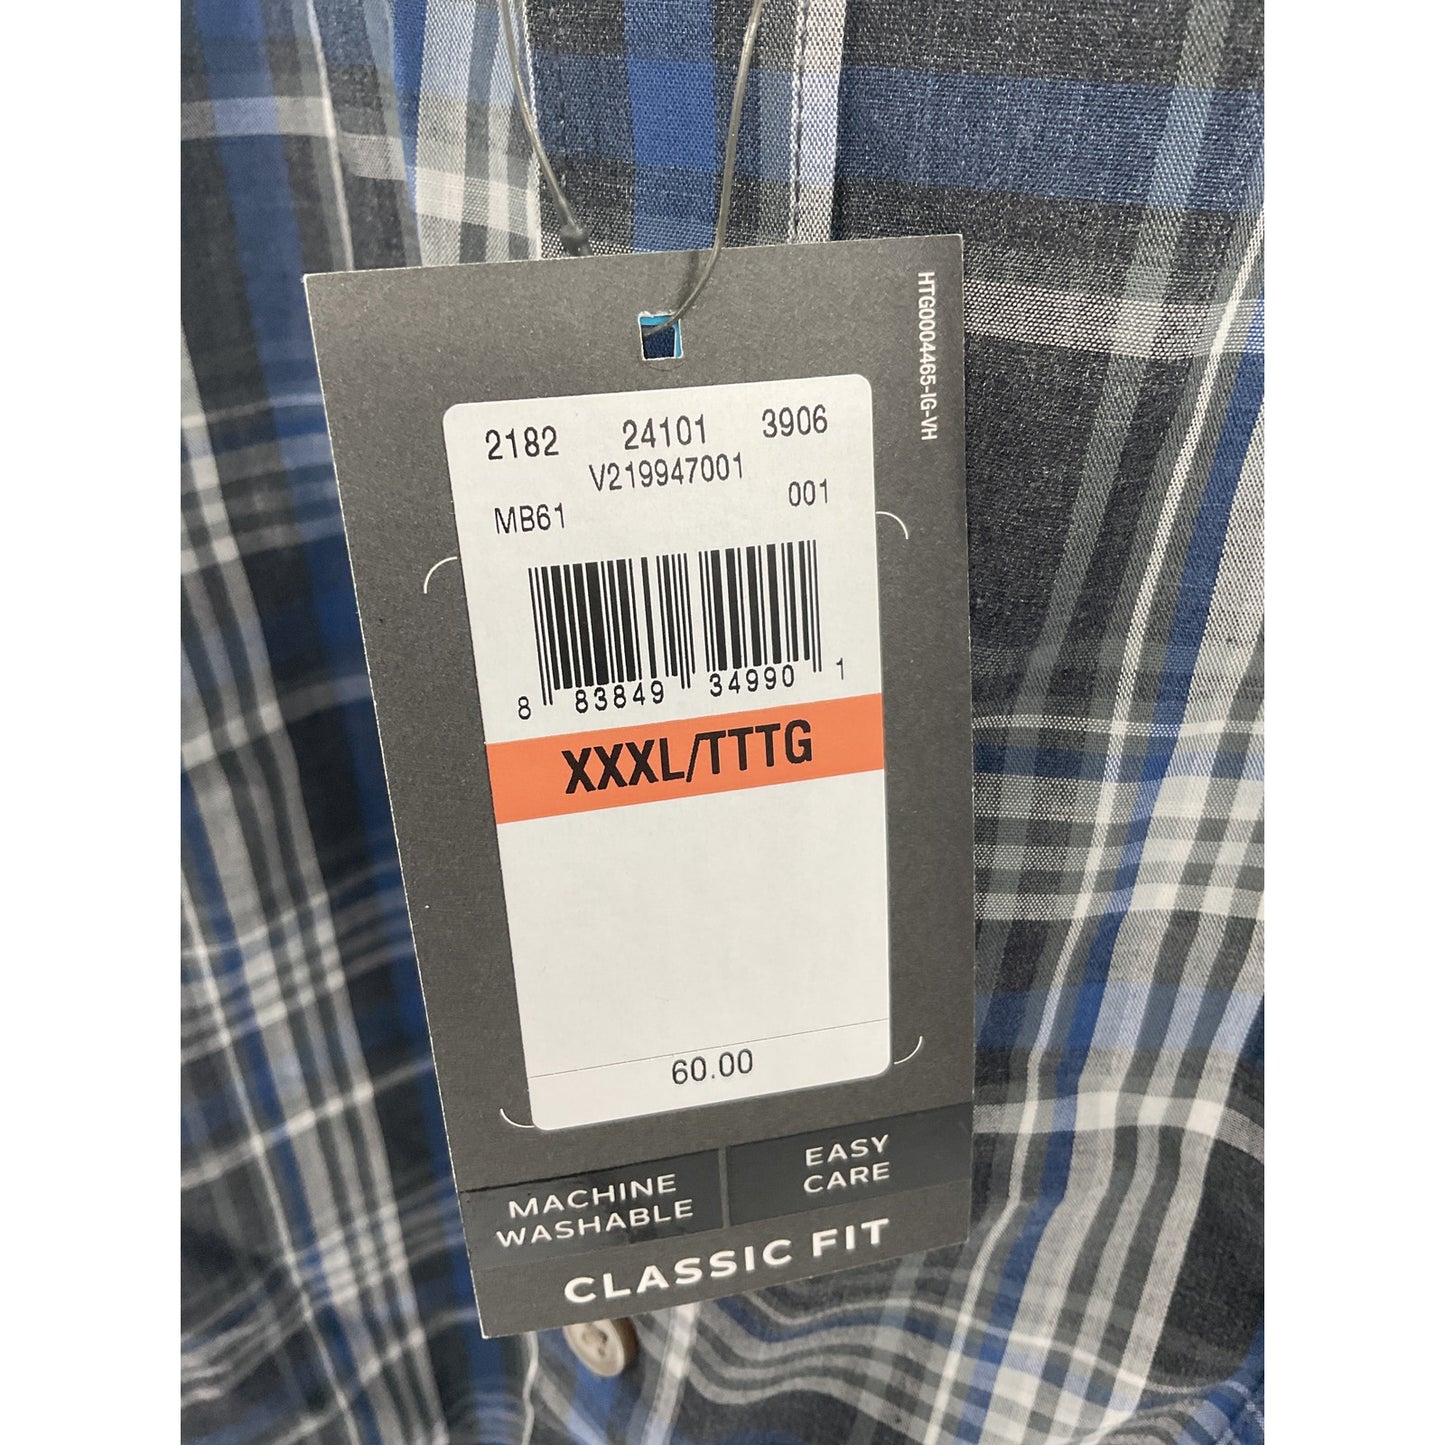 HTG0004465-IG-VH
2182 24101 3906
V219947001
MB61 001
8 83849 34990 1
XXXL/TTTG
60.00
MACHINE
WASHABLE
EASY
CARE
CLASSIC FIT